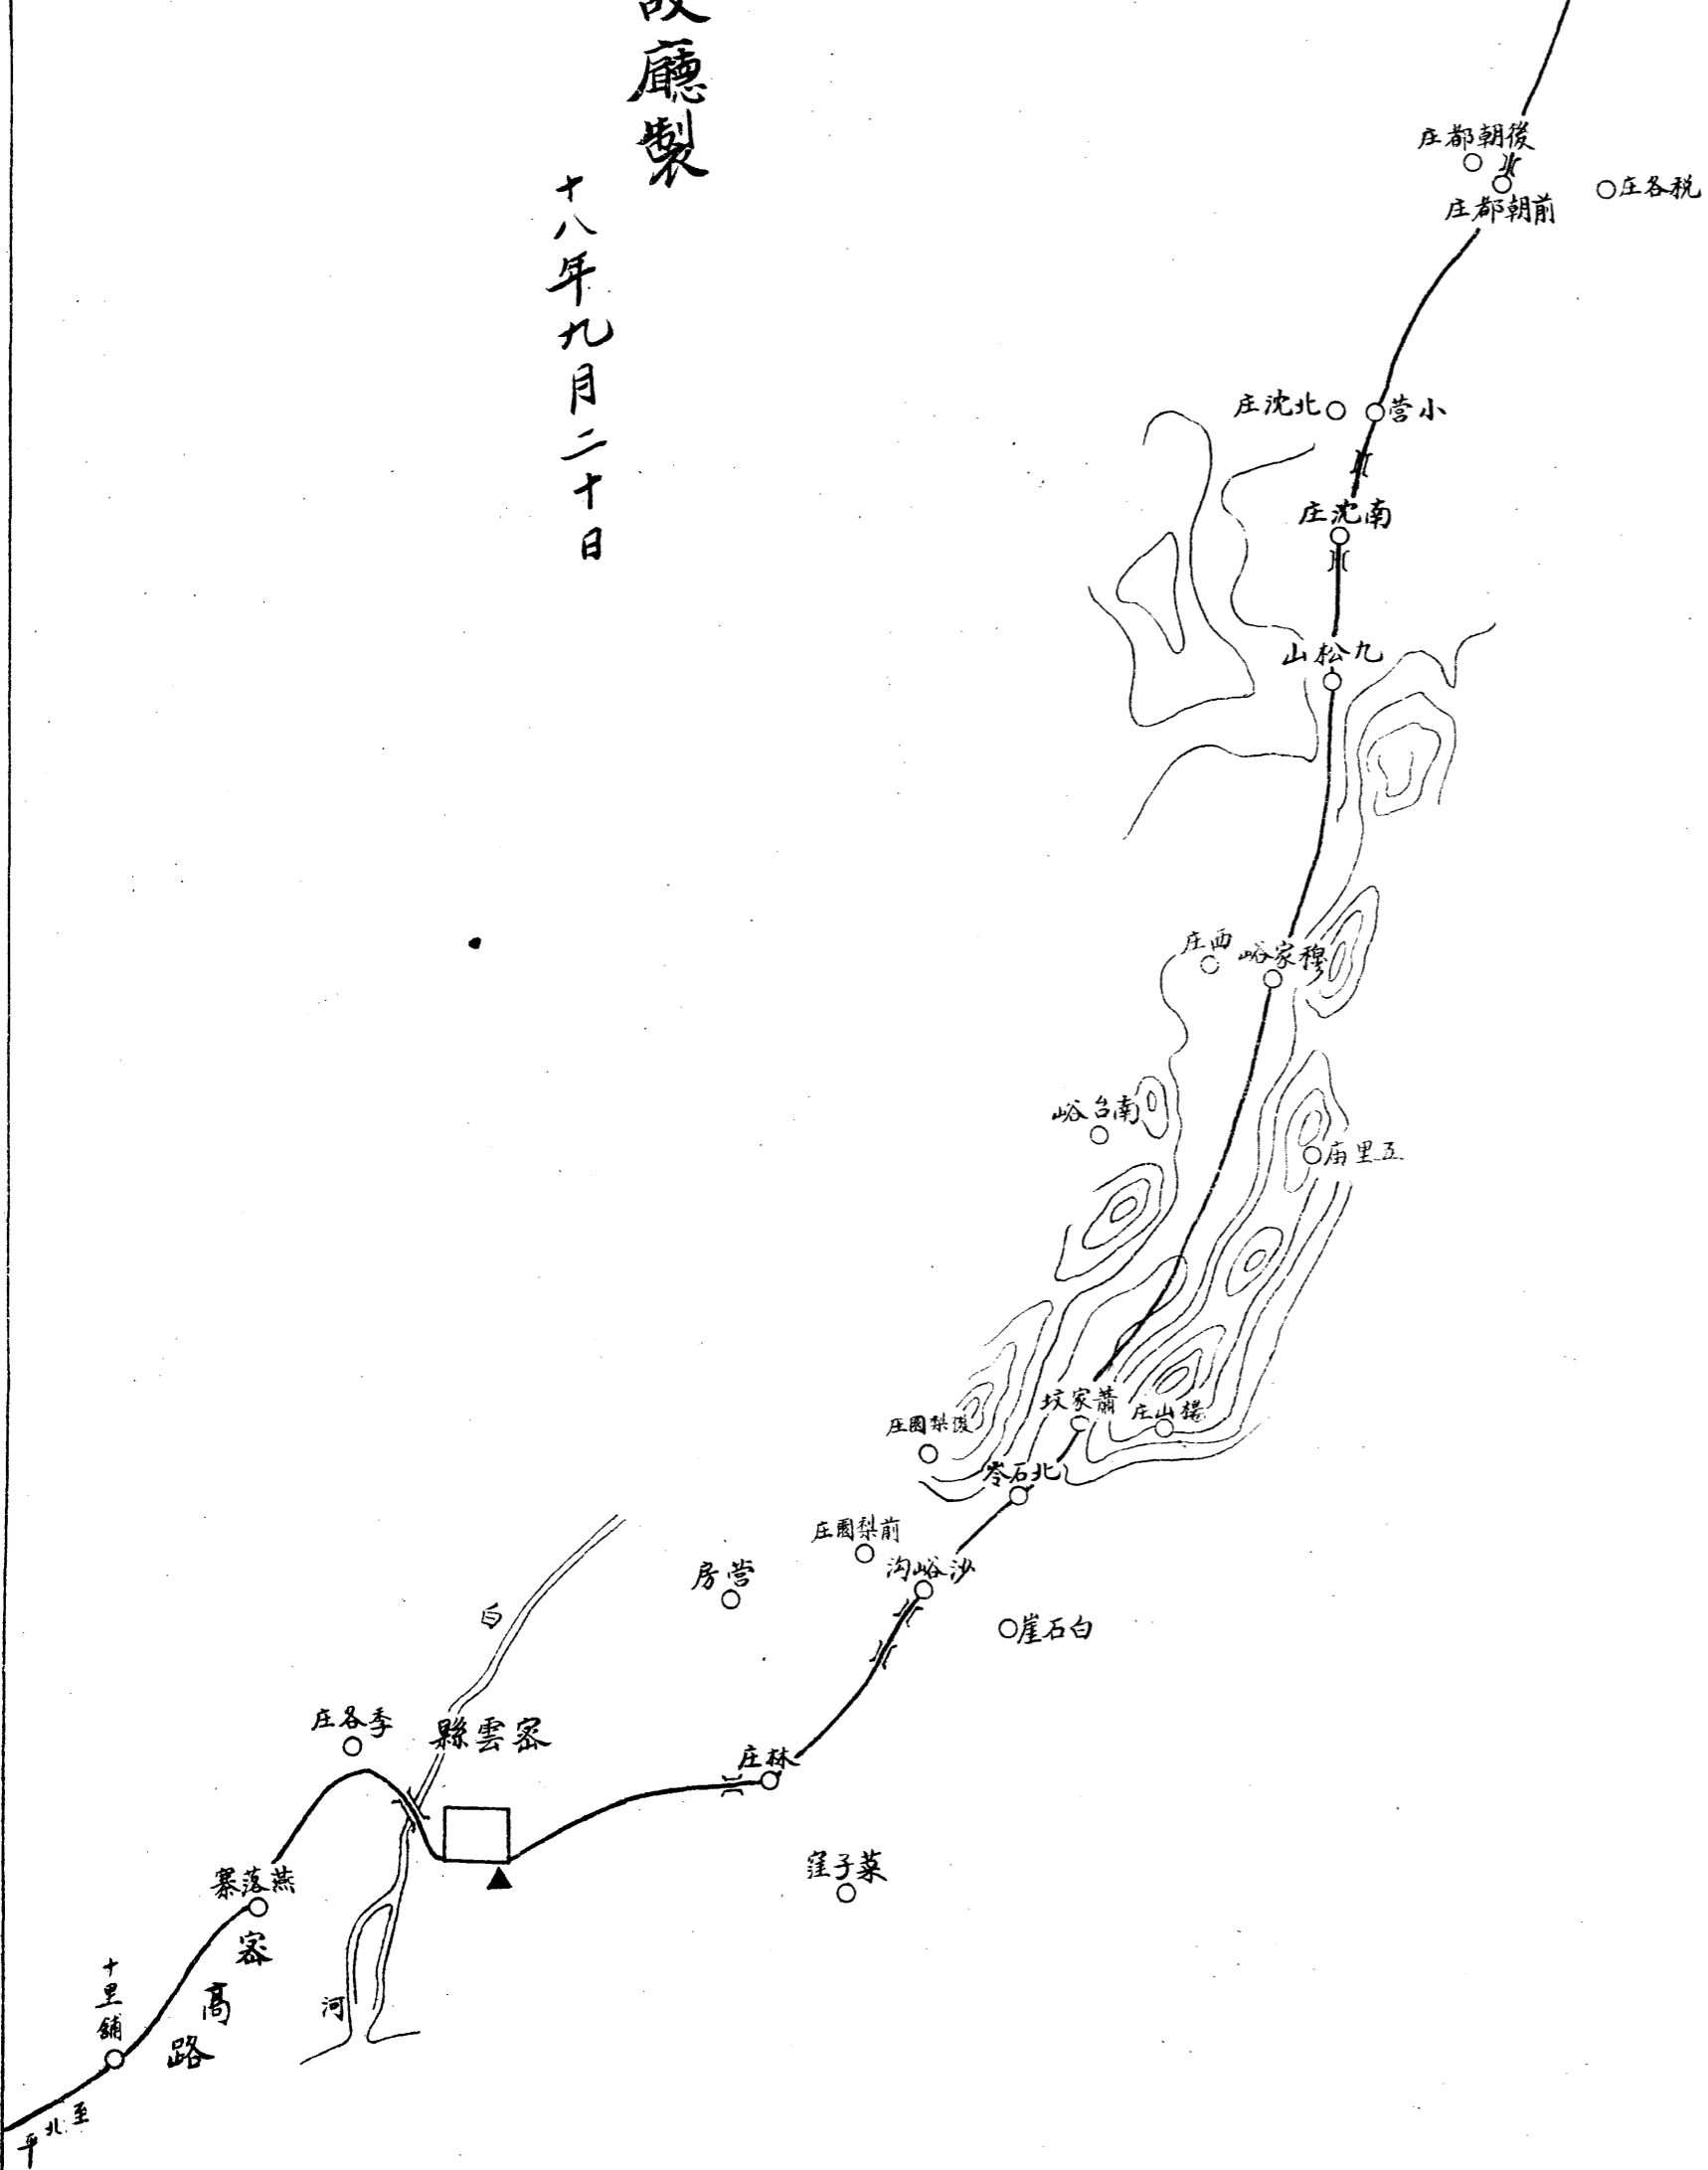 廳製
十八年九月二十日
後朝都庄
前朝都庄
税各庄
北沈庄
小营
南沈庄
九松山
西庄
穆家峪
南台峪
五里庙
蕭家坟
楊山庄
後梨園庄
北石岺
前梨園庄
沙峪沟
营房
白石崖
白
河
季各庄
密雲縣
林庄
菜子窪
燕落寨
密高路
十里舖
至北平